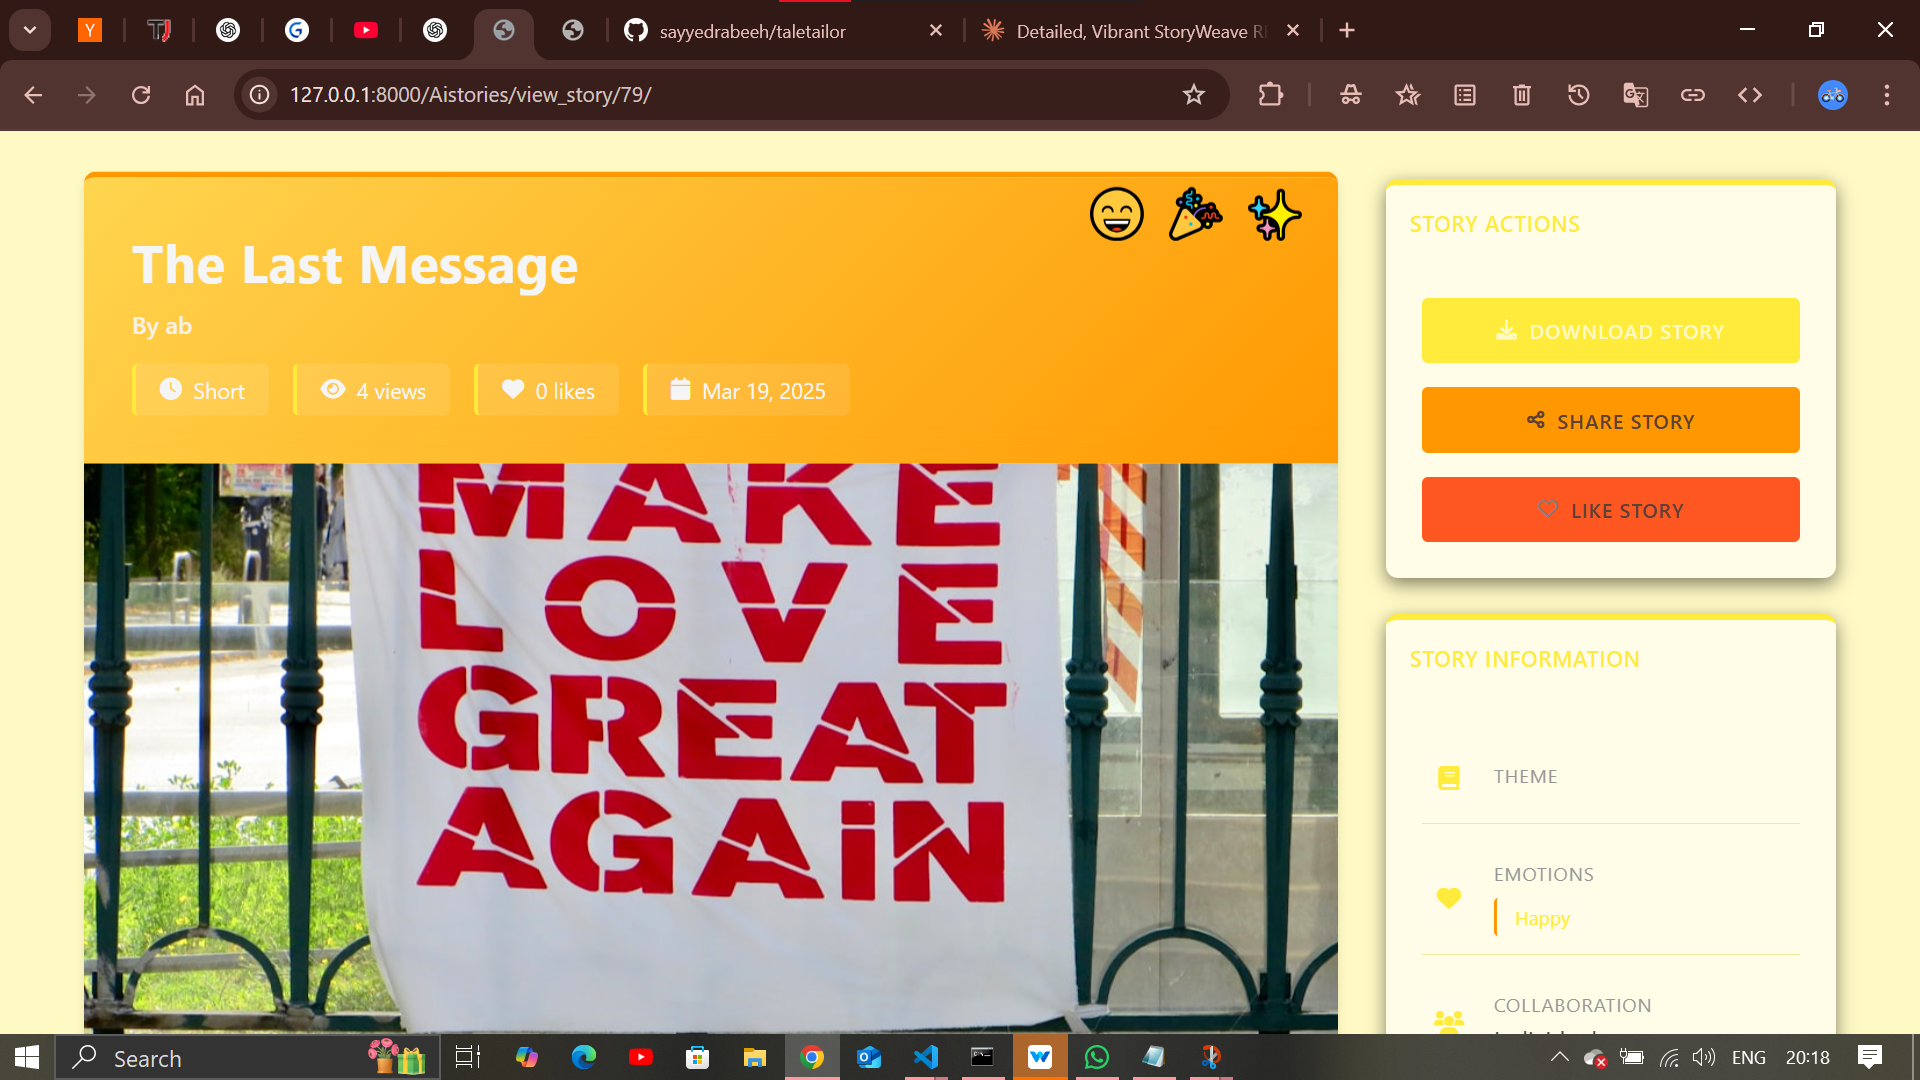 sayyedrabeeh/taletailor
Detailed, Vibrant StoryWeave R
127.0.0.1:8000/Aistories/view_story/79/
The Last Message
By ab
Short
4 views
0 likes
Mar 19, 2025
MAKE
LOVE
GREAT
AGAiN
STORY ACTIONS
DOWNLOAD STORY
SHARE STORY
LIKE STORY
STORY INFORMATION
THEME
EMOTIONS
Happy
COLLABORATION
Search
ENG
20:18